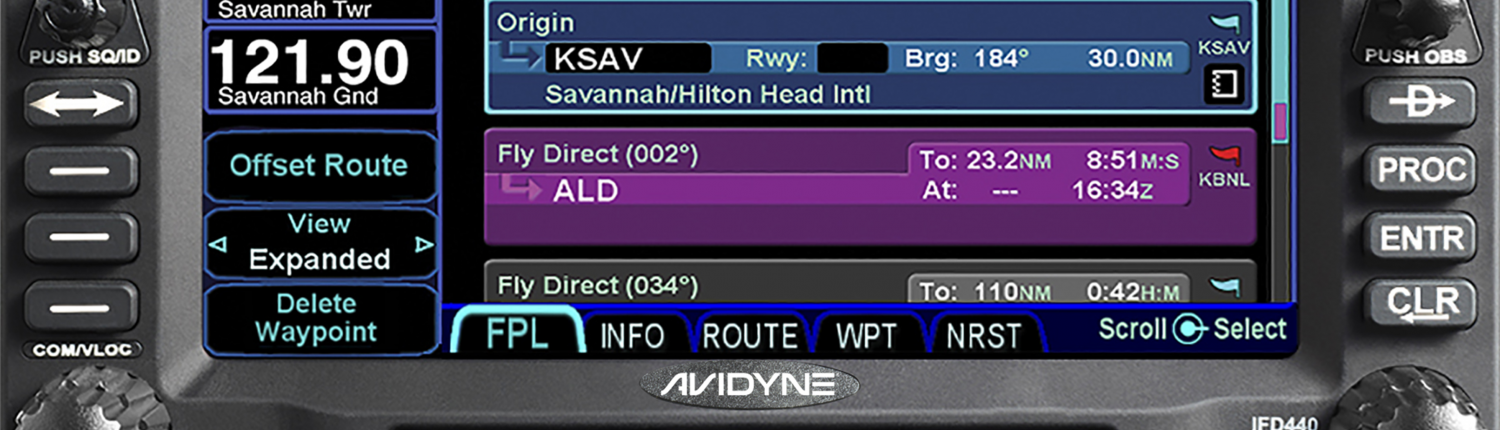 Savannah Twr
PUSH SQ/ID
121.90
Savannah Gnd
Offset Route
View
Expanded
Delete
Waypoint
COM/VLOC
Origin
KSAV Rwy: Brg: 184° 30.0NM
KSAV
Savannah/Hilton Head Intl
Fly Direct (002°)
To: 23.2NM 8:51M:S
ALD
At: --- 16:34Z
KBNL
Fly Direct (034°)
To: 110NM 0:42H:M
FPL INFO ROUTE WPT NRST Scroll Select
AVIDYNE
PUSH OBS
D
PROC
ENTR
CLR
IFD440